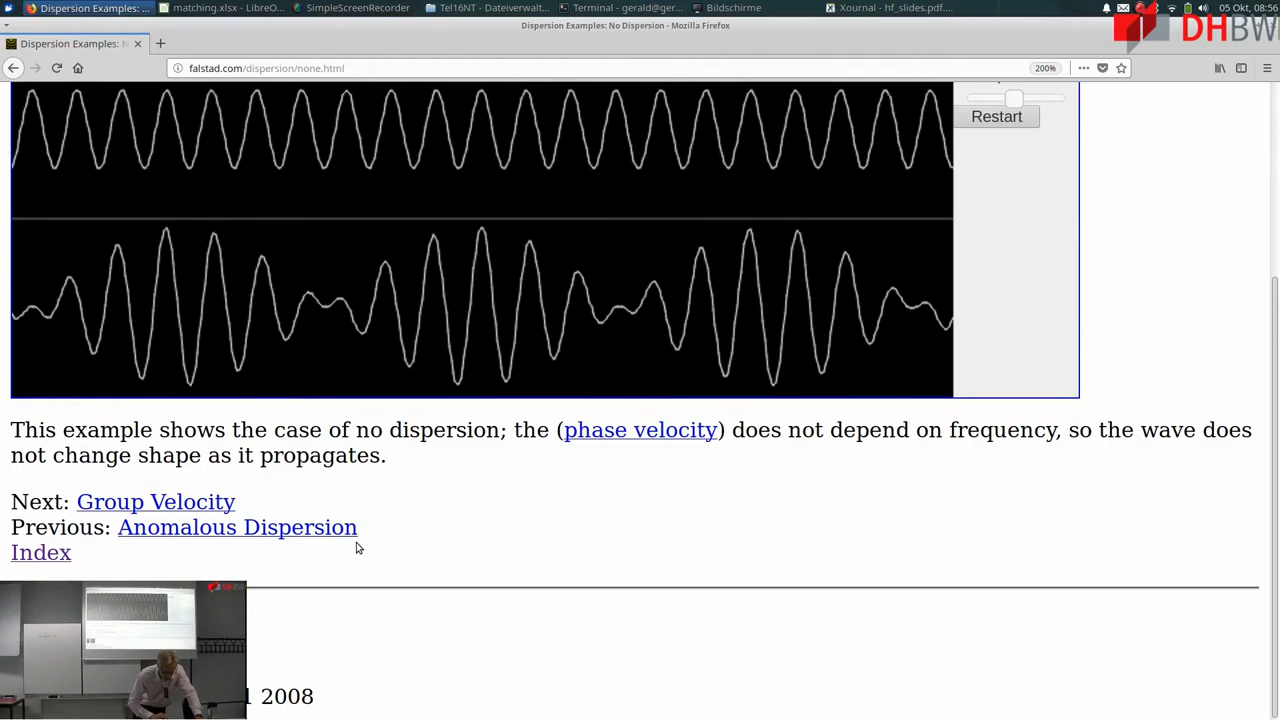 Dispersion Examples: ...
matching.xlsx - LibreO...
SimpleScreenRecorder
Tel16NT - Dateiverwalt...
Terminal - gerald@ger...
Bildschirme
Xournal - hf_slides.pdf....
05 Okt, 08:56
Dispersion Examples: No Dispersion - Mozilla Firefox
DHBW
Dispersion Examples: N
falstad.com/dispersion/none.html
200%
Restart
This example shows the case of no dispersion; the (phase velocity) does not depend on frequency, so the wave does
not change shape as it propagates.
Next: Group Velocity
Previous: Anomalous Dispersion
Index
2008